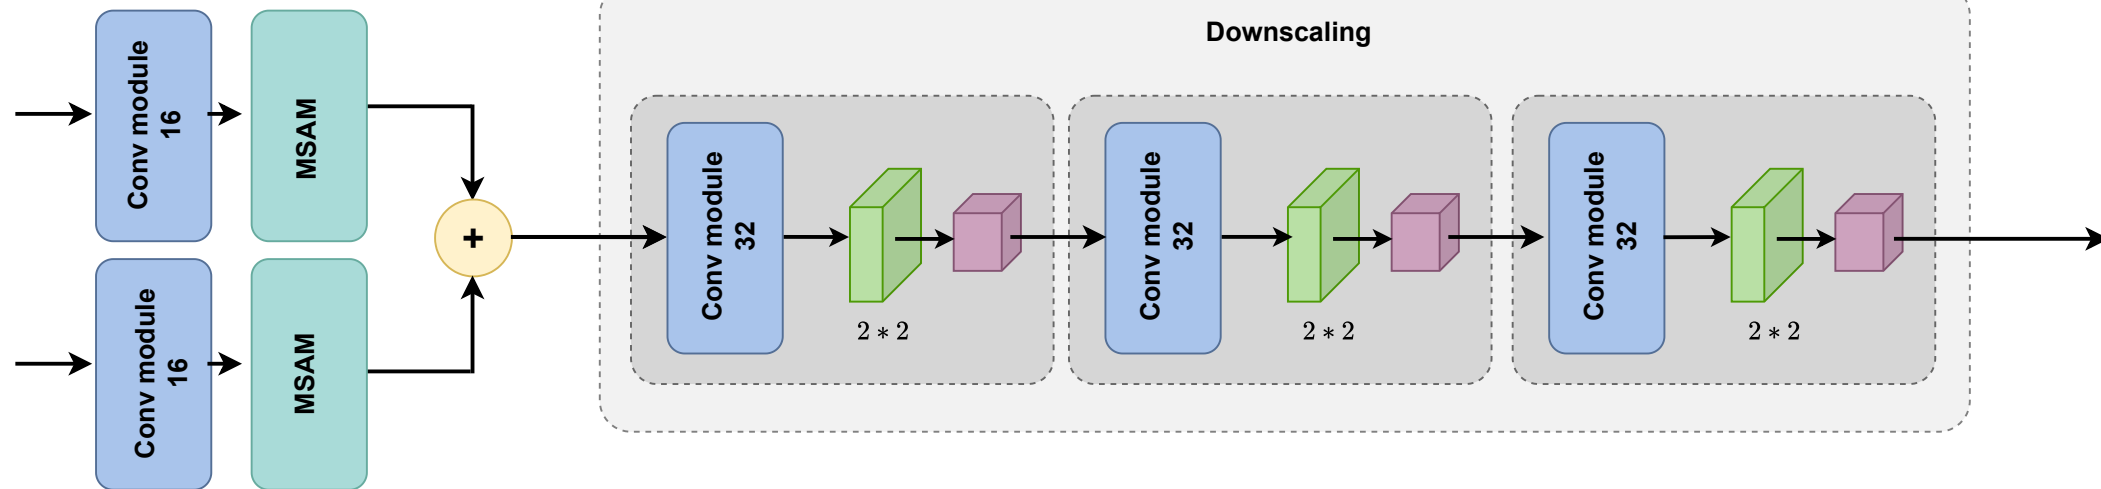 Downscaling
Conv module
16
MSAM
Conv module
16
MSAM
+
Conv module
32
2 * 2
Conv module
32
2 * 2
Conv module
32
2 * 2